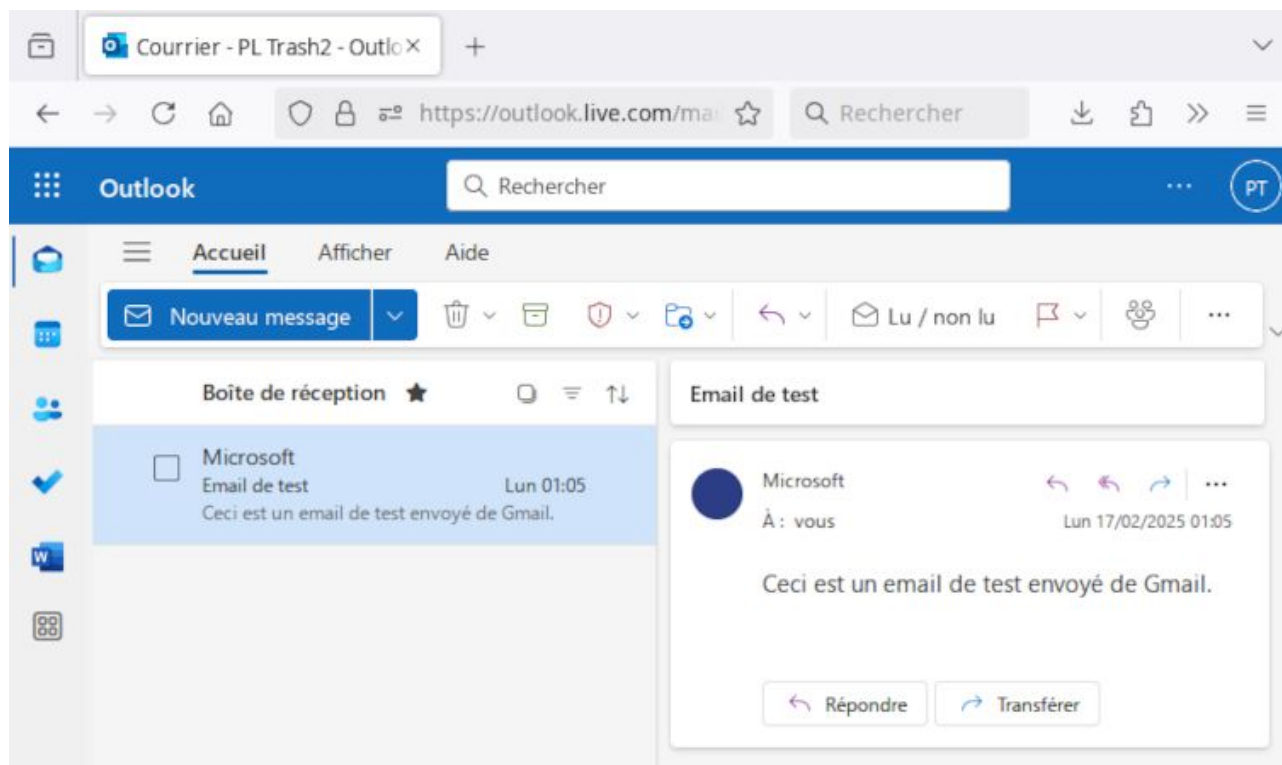 Courrier - PL Trash2 - Outlo
https://outlook.live.com/mai
Rechercher
Outlook
Rechercher
PT
Accueil Afficher Aide
Nouveau message
Lu / non lu
Boîte de réception
Email de test
Microsoft
Email de test Lun 01:05
Ceci est un email de test envoyé de Gmail.
Microsoft
À : vous Lun 17/02/2025 01:05
Ceci est un email de test envoyé de Gmail.
Répondre
Transférer
W